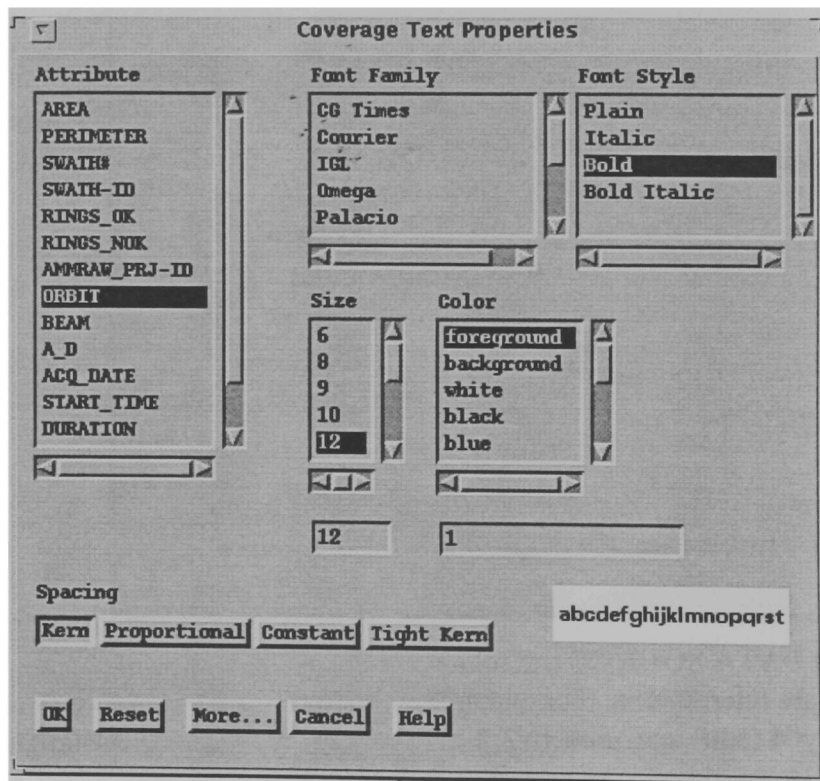 Coverage Text Properties
Attribute
AREA
PERIMETER
SWATH#
SWATH-ID
RINGS_OK
RINGS_NOK
AMMRAW_PRJ-ID
ORBIT
BEAM
A_D
ACQ_DATE
START_TIME
DURATION
Font Family
CG Times
Courier
IGL
Omega
Palacio
Font Style
Plain
Italic
Bold
Bold Italic
Size
6
8
9
10
12
12
Color
foreground
background
white
black
blue
1
Spacing
Kern Proportional Constant Tight Kern
abcdefghijklmnopqrst
OK Reset More... Cancel Help